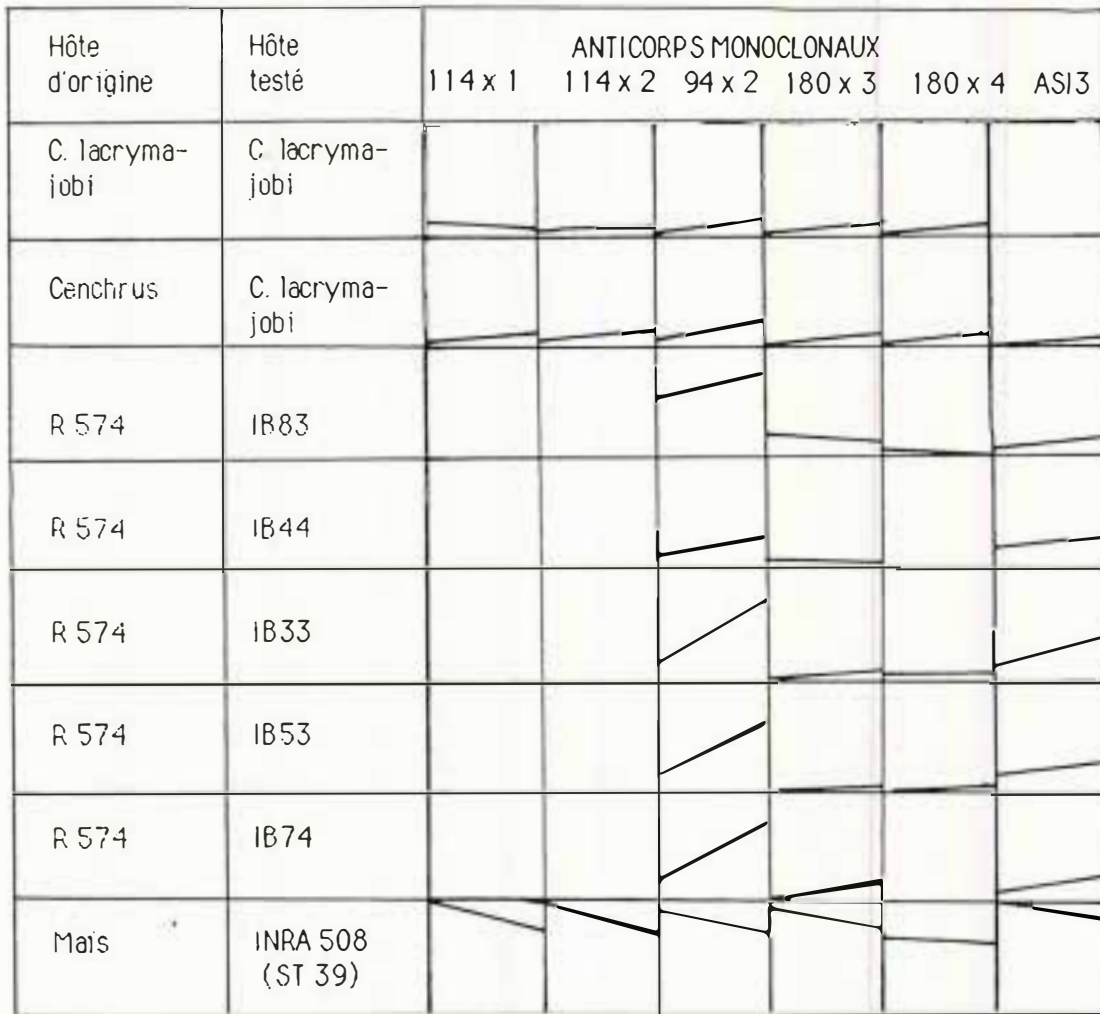 Hôte d'origine
Hôte testé
ANTICORPS MONOCLONAUX
114 x 1 114 x 2 94 x 2 180 x 3 180 x 4 ASI3
C. lacryma-jobi
C. lacryma-jobi
Cenchrus
C. lacryma-jobi
R 574 IB83
R 574 IB44
R 574 IB33
R 574 IB53
R 574 IB74
Mais
INRA 508
(ST 39)